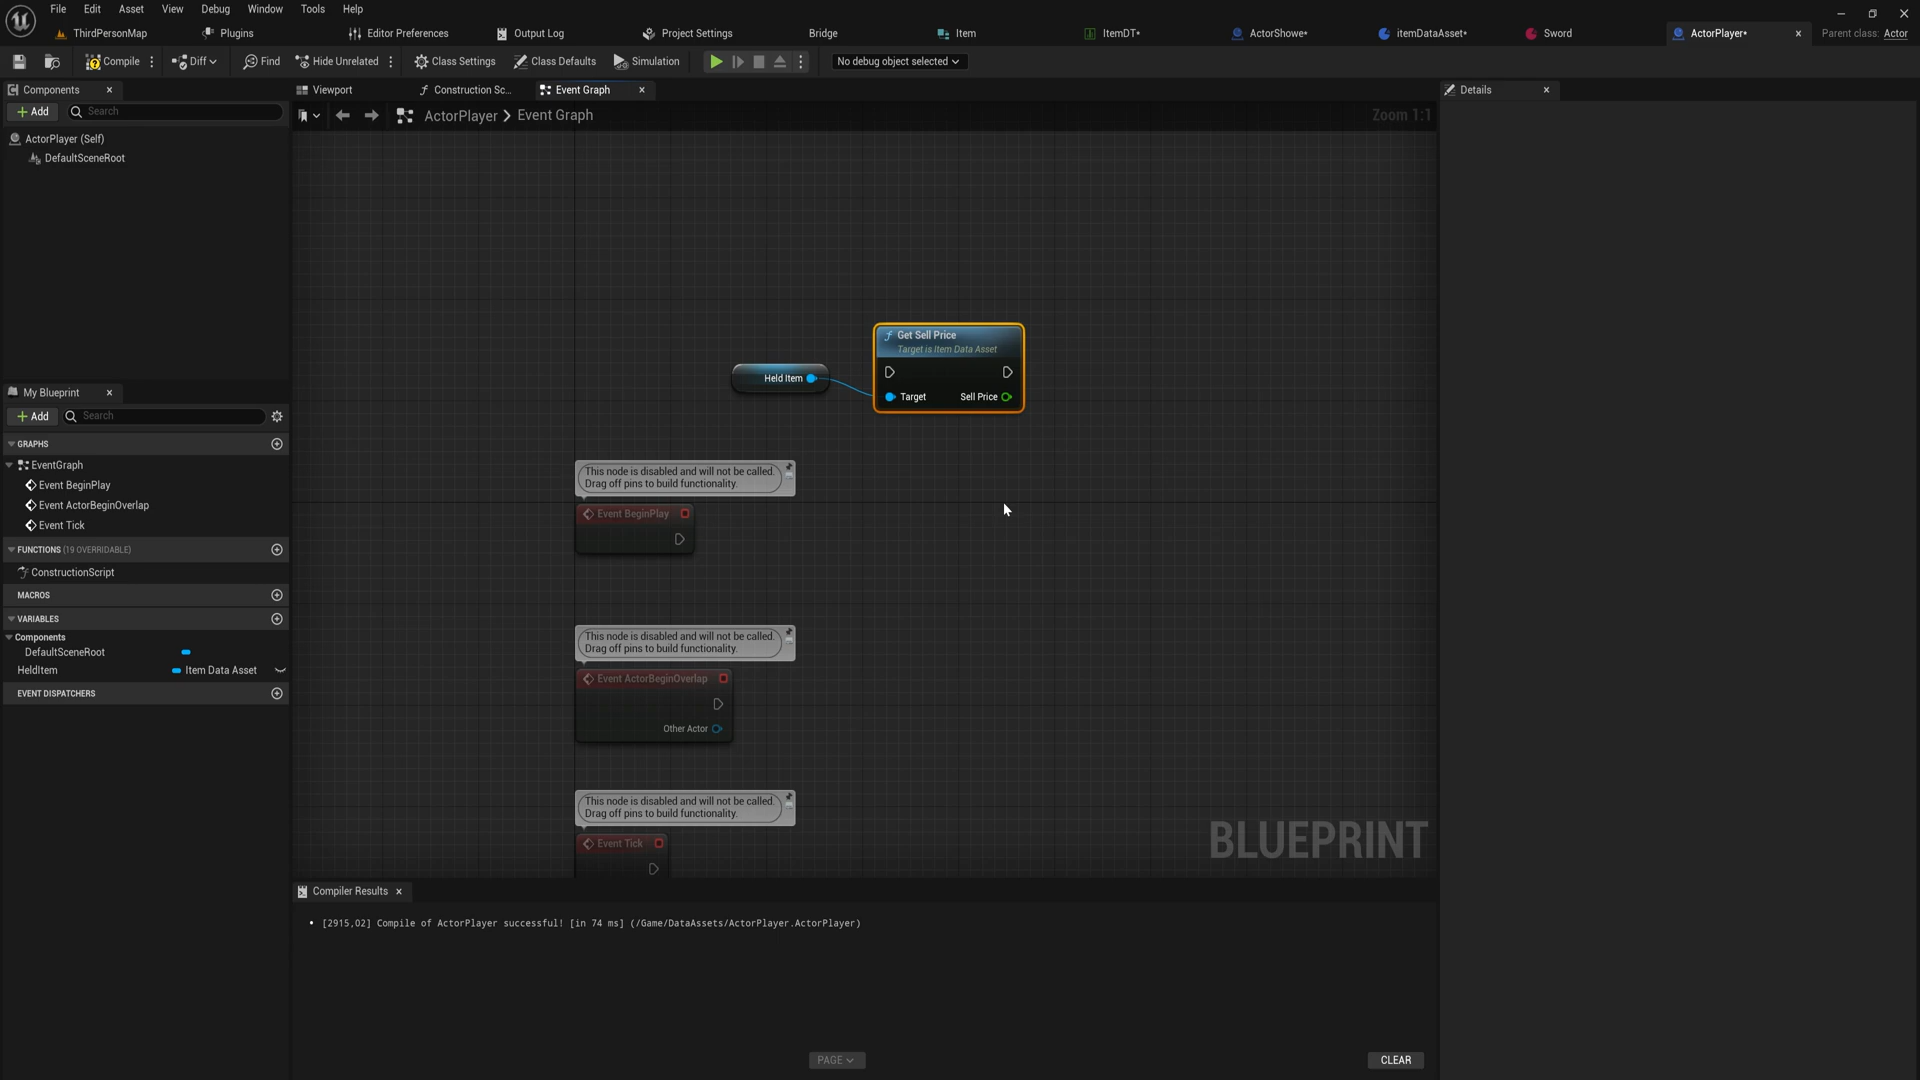 File Edit Asset View Debug Window Tools Help
ThirdPersonMap Plugins Editor Preferences Output Log Project Settings Bridge Item ItemDT* ActorShowe* itemDataAsset* Sword ActorPlayer* Parent class: Actor
Compile Diff Find Hide Unrelated Class Settings Class Defaults Simulation No debug object selected
Components
Add Search
ActorPlayer (Self)
DefaultSceneRoot
My Blueprint
Add Search
GRAPHS
EventGraph
Event BeginPlay
Event ActorBeginOverlap
Event Tick
FUNCTIONS (19 OVERRIDABLE)
ConstructionScript
MACROS
VARIABLES
Components
DefaultSceneRoot
HeldItem Item Data Asset
EVENT DISPATCHERS
Viewport Construction Sc... Event Graph
ActorPlayer > Event Graph Zoom 1:1
Get Sell Price
Target is Item Data Asset
Held Item
Target Sell Price
This node is disabled and will not be called.
Drag off pins to build functionality.
Event BeginPlay
This node is disabled and will not be called.
Drag off pins to build functionality.
Event ActorBeginOverlap
Other Actor
This node is disabled and will not be called.
Drag off pins to build functionality.
Event Tick
BLUEPRINT
Compiler Results
[2915,02] Compile of ActorPlayer successful! [in 74 ms] (/Game/DataAssets/ActorPlayer.ActorPlayer)
PAGE CLEAR
Details